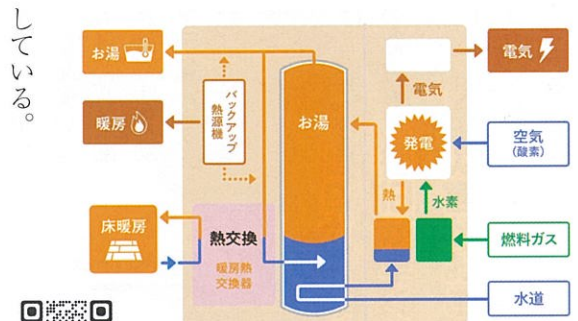 している。
お湯
暖房
床暖房
バックアップ
熱源機
熱交換
暖房熱
交換器
お湯
電気
電気
発電
熱
水素
空気
(酸素)
燃料ガス
水道